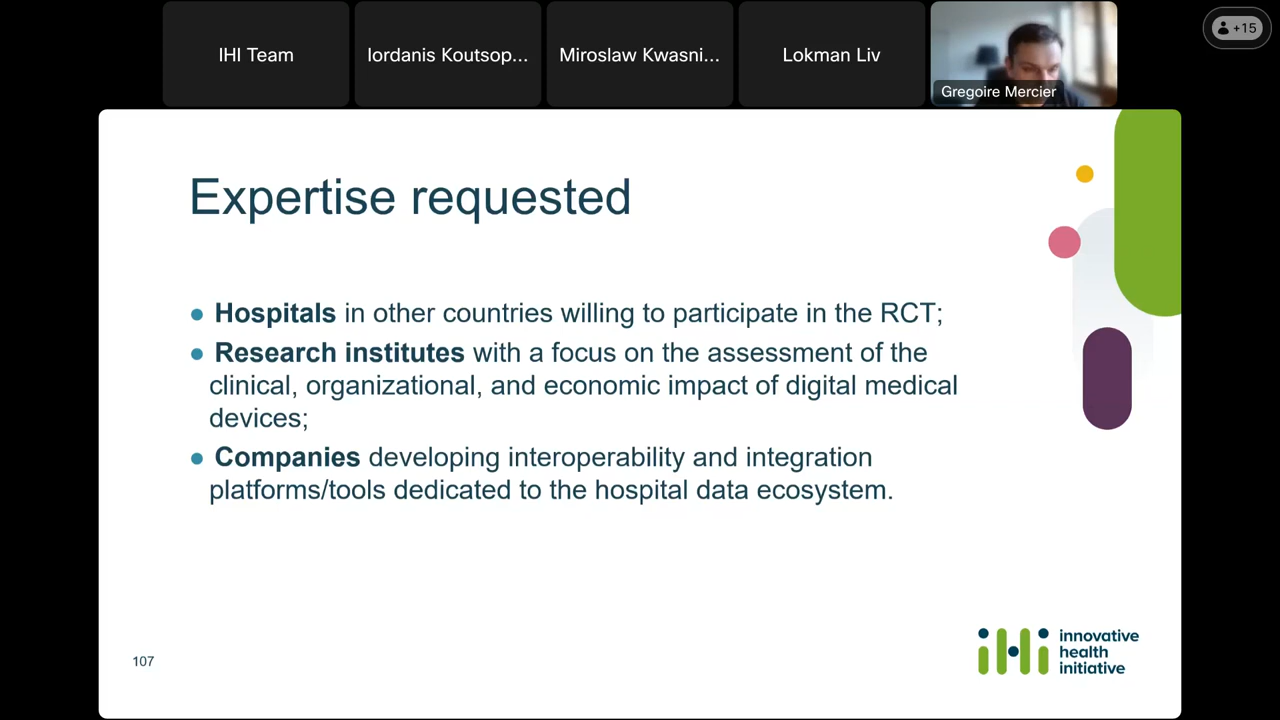 IHI Team
Iordanis Koutsop...
Miroslaw Kwasni...
Lokman Liv
Gregoire Mercier
+15
Expertise requested
● Hospitals in other countries willing to participate in the RCT;
● Research institutes with a focus on the assessment of the
clinical, organizational, and economic impact of digital medical
devices;
● Companies developing interoperability and integration
platforms/tools dedicated to the hospital data ecosystem.
107
iHi
innovative
health
initiative